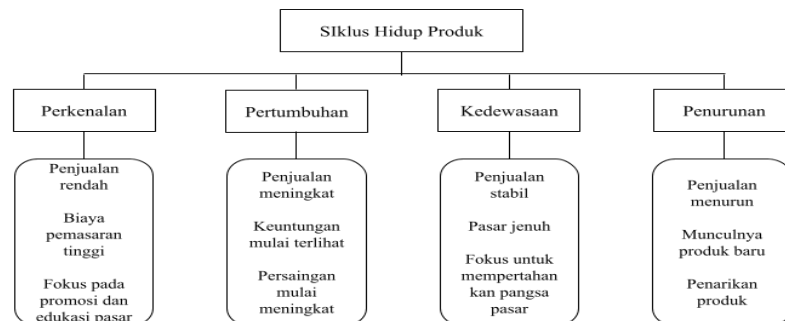 SIklus Hidup Produk
Perkenalan
Pertumbuhan
Kedewasaan
Penurunan
Penjualan
rendah
Biaya
pemasaran
tinggi
Fokus pada
promosi dan
edukasi pasar
Penjualan
meningkat
Keuntungan
mulai terlihat
Persaingan
mulai
meningkat
Penjualan
stabil
Pasar jenuh
Fokus untuk
mempertahan
kan pangsa
pasar
Penjualan
menurun
Munculnya
produk baru
Penarikan
produk